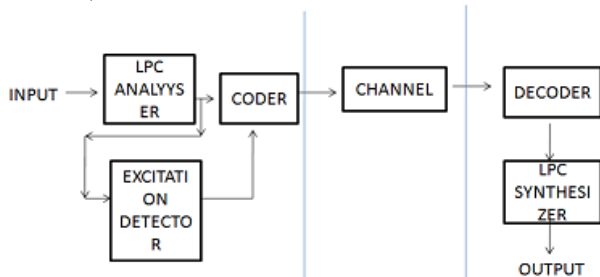 INPUT
LPC
ANALYYS
ER
CODER
CHANNEL
DECODER
EXCITATI
ON
DETECTO
R
LPC
SYNTHESI
ZER
OUTPUT